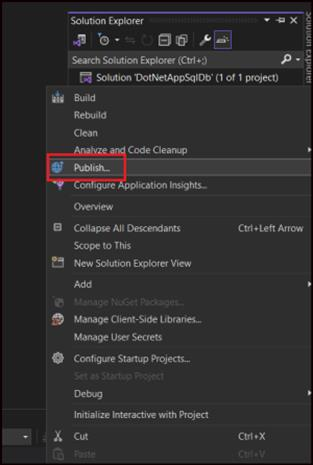 Solution Explorer
Search Solution Explorer (Ctrl+;)
Solution 'DotNetAppSqlDb' (1 of 1 project)
Build
Rebuild
Clean
Analyze and Code Cleanup
Publish...
Configure Application Insights...
Overview
Collapse All Descendants Ctrl+Left Arrow
Scope to This
New Solution Explorer View
Add
Manage NuGet Packages...
Manage Client-Side Libraries...
Manage User Secrets
Configure Startup Projects...
Set as Startup Project
Debug
Initialize Interactive with Project
Cut Ctrl+X
Paste Ctrl+V